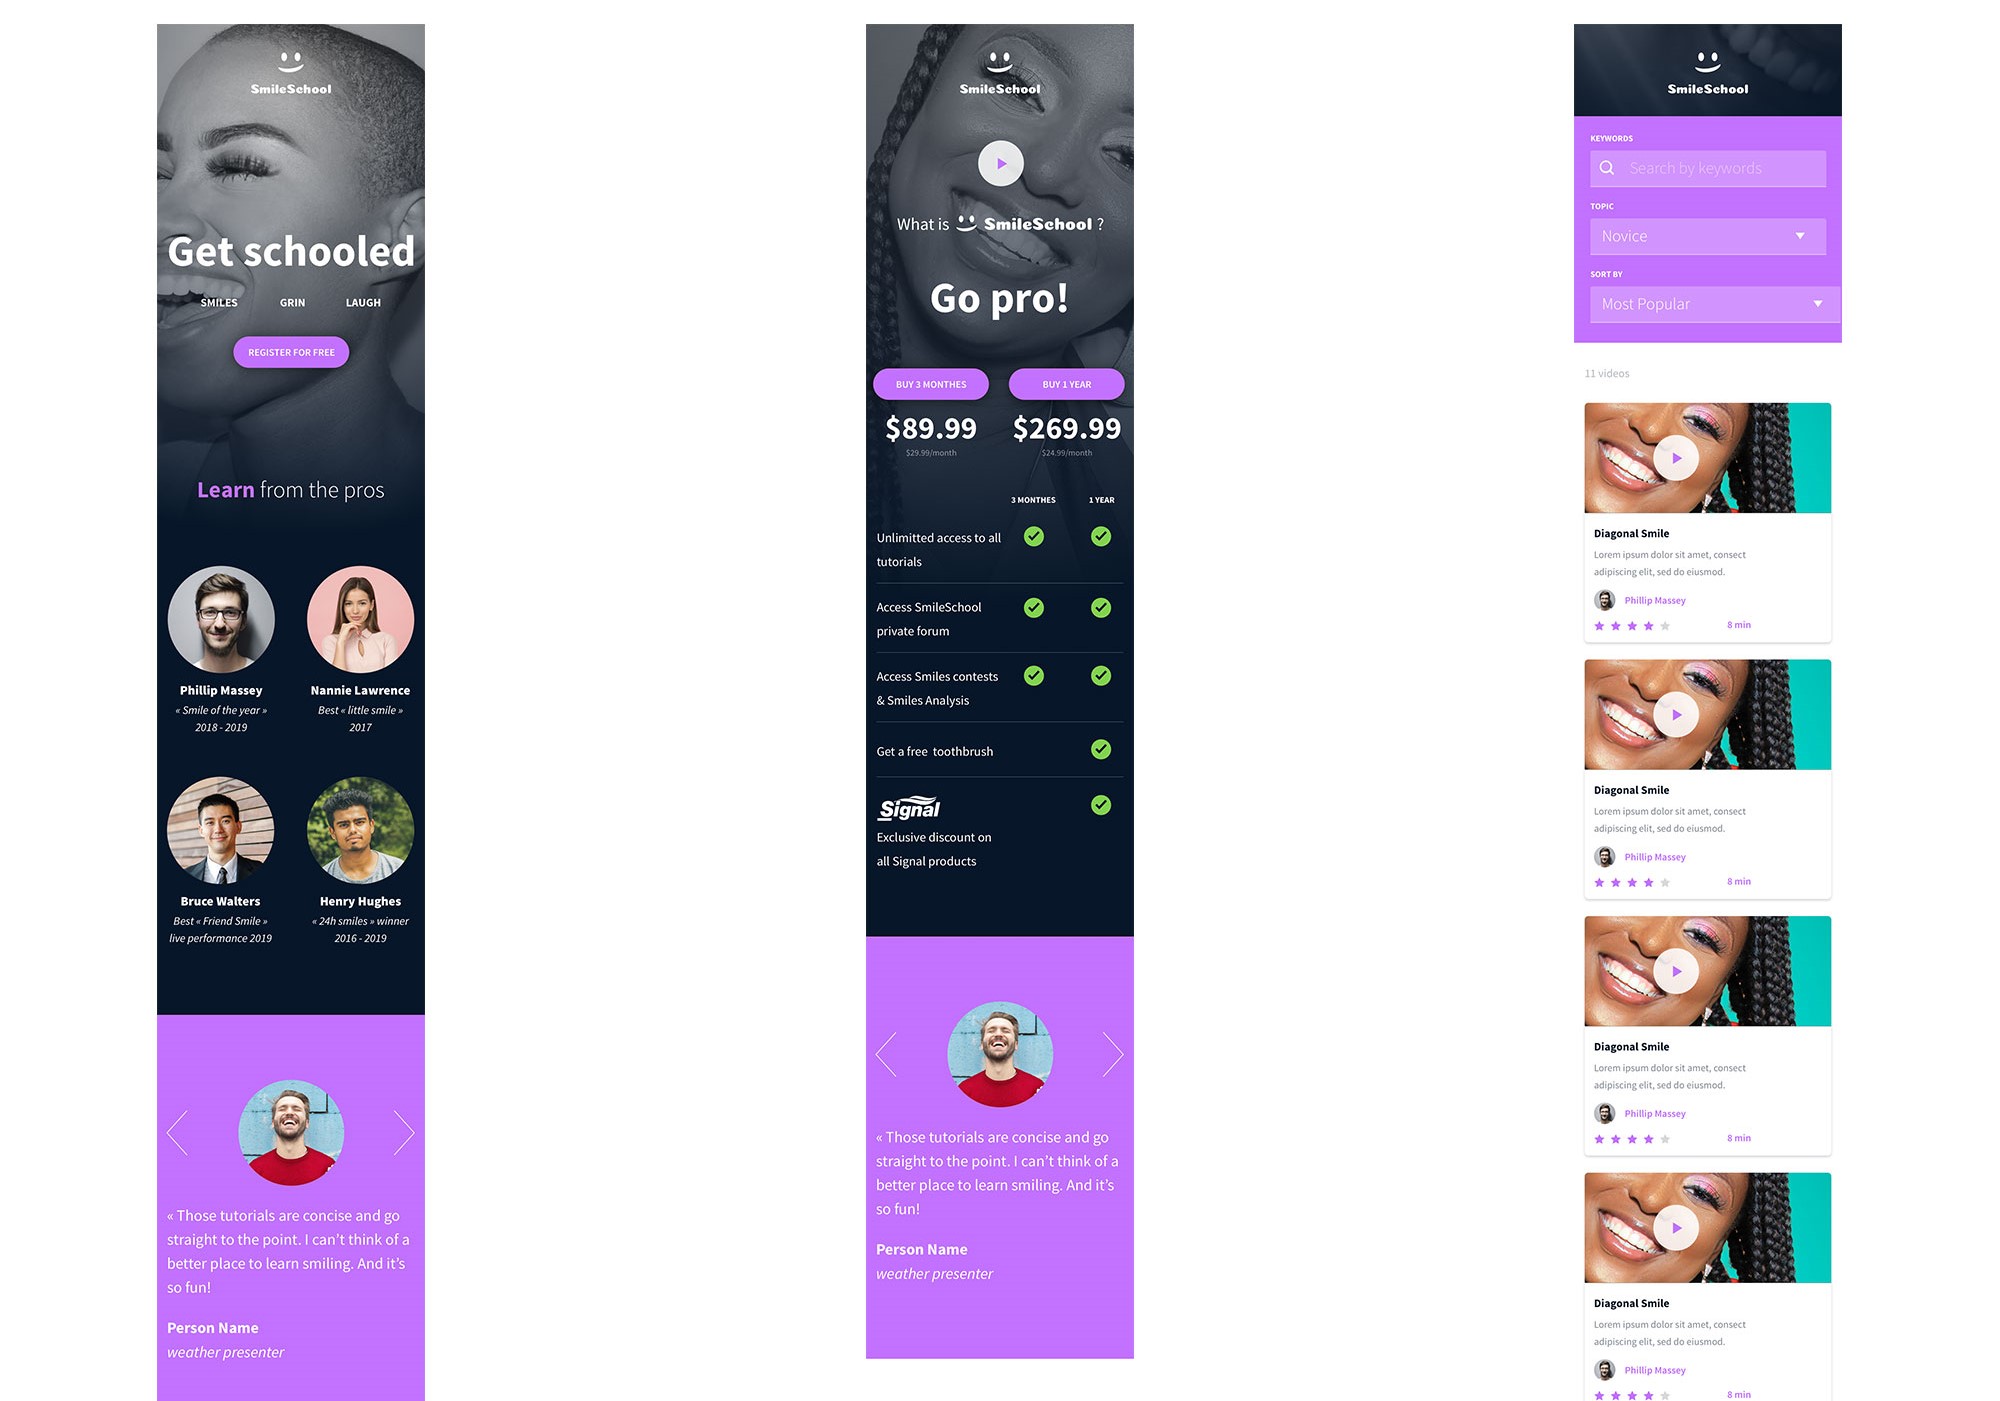 SmileSchool
Get schooled
SMILES GRIN LAUGH
REGISTER FOR FREE
Learn from the pros
Phillip Massey
« Smile of the year »
2018 - 2019
Nannie Lawrence
Best « little smile »
2017
Bruce Walters
Best « Friend Smile »
live performance 2019
Henry Hughes
« 24h smiles » winner
2016 - 2019
« Those tutorials are concise and go
straight to the point. I can’t think of a
better place to learn smiling. And it’s
so fun!
Person Name
weather presenter
SmileSchool
What is SmileSchool ?
Go pro!
BUY 3 MONTHES
$89.99
$29.99/month
BUY 1 YEAR
$269.99
$24.99/month
3 MONTHES 1 YEAR
Unlimitted access to all
tutorials
Access SmileSchool
private forum
Access Smiles contests
& Smiles Analysis
Get a free toothbrush
Signal
Exclusive discount on
all Signal products
« Those tutorials are concise and go
straight to the point. I can’t think of a
better place to learn smiling. And it’s
so fun!
Person Name
weather presenter
SmileSchool
KEYWORDS
Search by keywords
TOPIC
Novice
SORT BY
Most Popular
11 videos
Diagonal Smile
Lorem ipsum dolor sit amet, consect
adipiscing elit, sed do eiusmod.
Phillip Massey
8 min
Diagonal Smile
Lorem ipsum dolor sit amet, consect
adipiscing elit, sed do eiusmod.
Phillip Massey
8 min
Diagonal Smile
Lorem ipsum dolor sit amet, consect
adipiscing elit, sed do eiusmod.
Phillip Massey
8 min
Diagonal Smile
Lorem ipsum dolor sit amet, consect
adipiscing elit, sed do eiusmod.
Phillip Massey
8 min